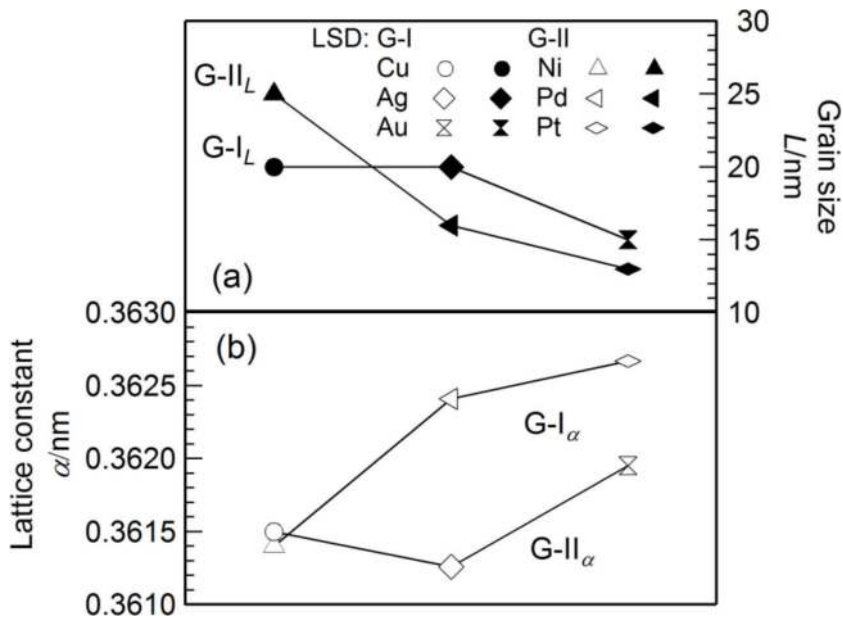 LSD: G-I G-II
Cu Ni
Ag Pd
Au Pt
G-II_L
G-I_L
(a)
30
25
20
15
10
Grain size
L/nm
(b)
0.3630
0.3625
0.3620
0.3615
0.3610
Lattice constant
α/nm
G-I_α
G-II_α